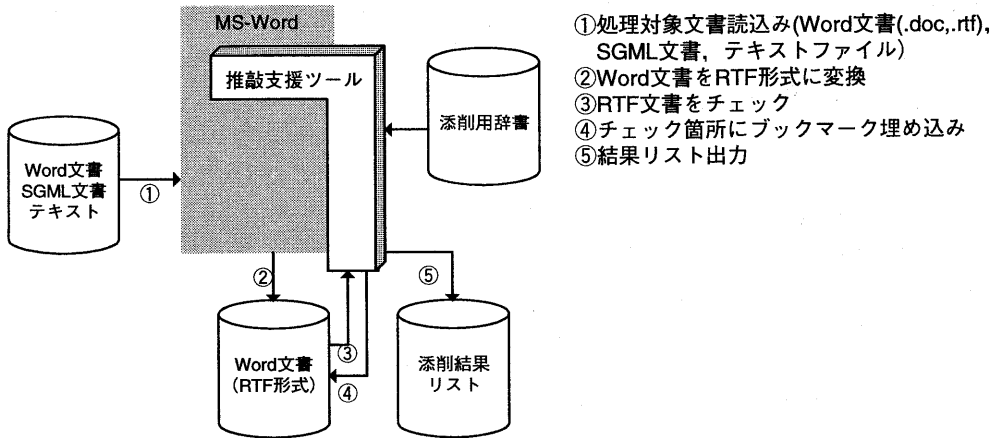 MS-Word
推敲支援ツール
添削用辞書
Word文書
SGML文書
テキスト
①
②
③
④
⑤
Word文書
(RTF形式)
添削結果
リスト
①処理対象文書読込み(Word文書(.doc,.rtf),
SGML文書，テキストファイル）
②Word文書をRTF形式に変換
③RTF文書をチェック
④チェック箇所にブックマーク埋め込み
⑤結果リスト出力